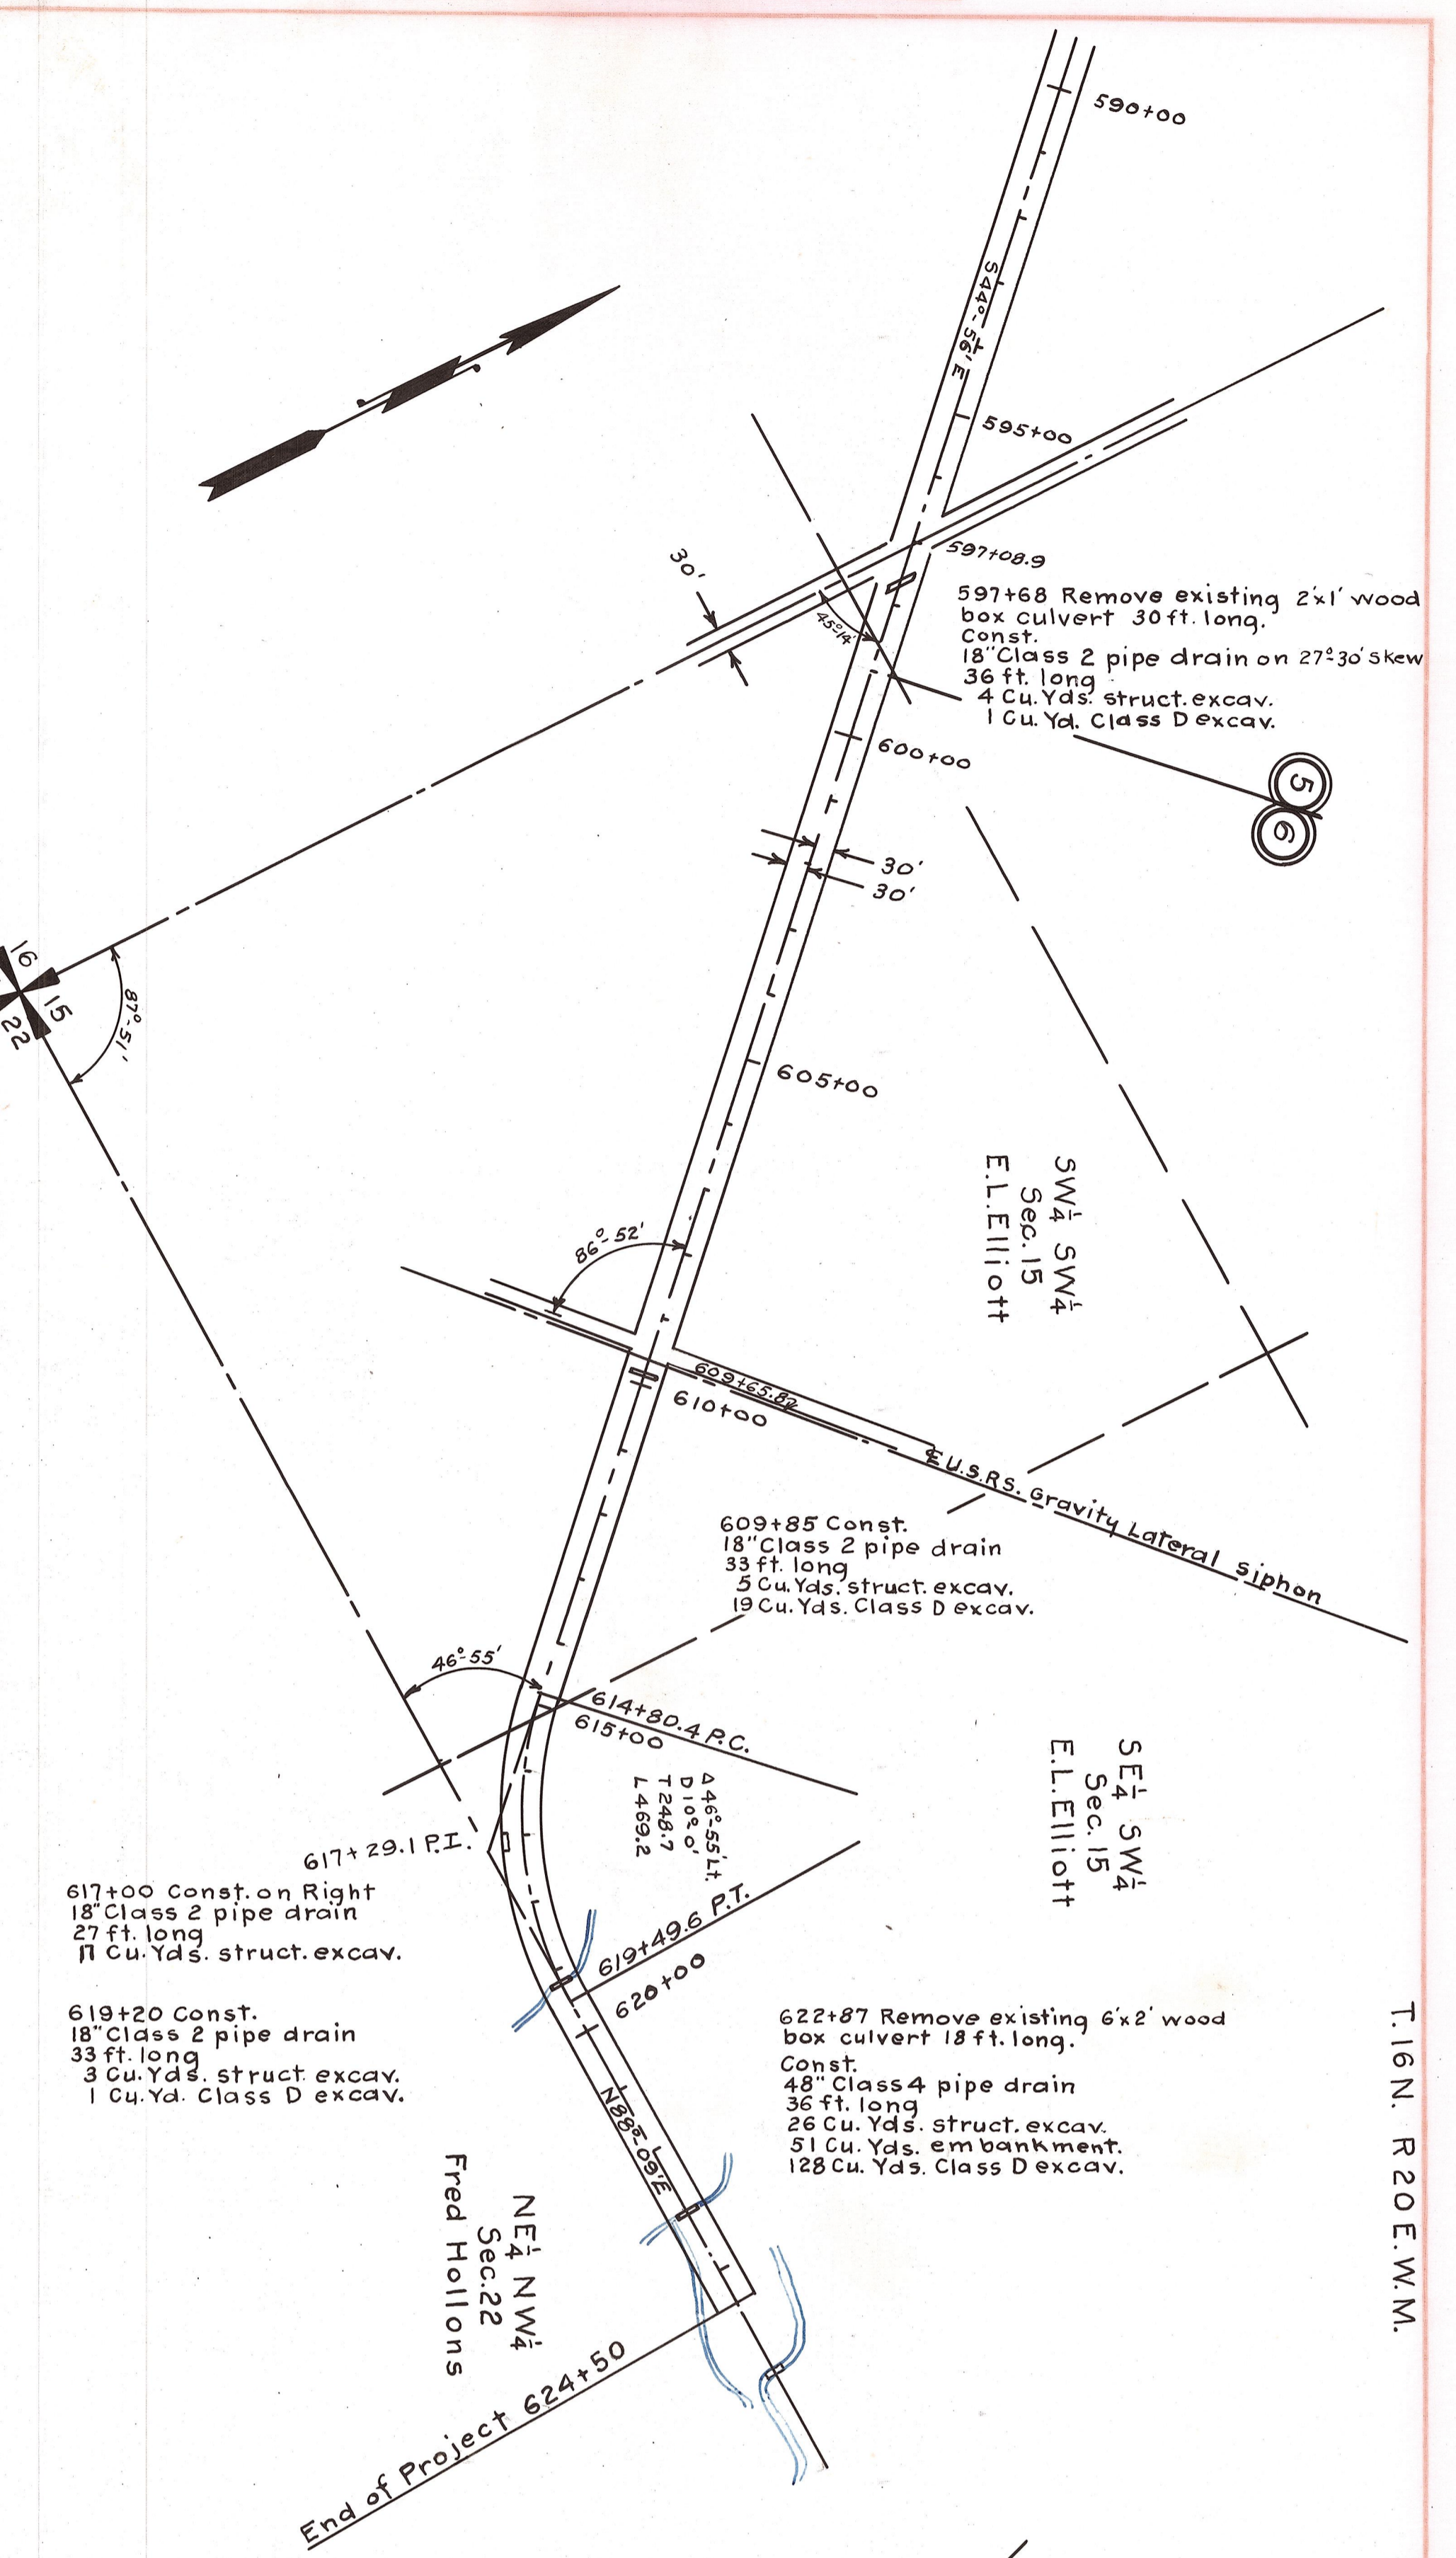 590+00
S44°-56'E
595+00
30'
597+08.9
45°-14'
597+68 Remove existing 2'x1' wood
box culvert 30 ft. long.
Const.
18" Class 2 pipe drain on 27°-30' skew
36 ft. long
4 Cu. Yds. struct. excav.
1 Cu. Yd. Class D excav.
600+00
5
6
30'
30'
16
15
22
87°-51'
605+00
SW¼ SW¼
Sec. 15
E.L. Elliott
86°-52'
609+65.82
610+00
℄ U.S.R.S. Gravity Lateral Siphon
609+85 Const.
18" Class 2 pipe drain
33 ft. long
5 Cu. Yds. struct. excav.
19 Cu. Yds. Class D excav.
46°-55'
614+80.4 P.C.
615+00
Δ 46°-55' Lt.
D 10°-0'
T 248.7
L 469.2
SE¼ SW¼
Sec. 15
E.L. Elliott
617+29.1 P.I.
617+00 Const. on Right
18" Class 2 pipe drain
27 ft. long
17 Cu. Yds. struct. excav.
619+49.6 P.T.
620+00
619+20 Const.
18" Class 2 pipe drain
33 ft. long
3 Cu. Yds. struct. excav.
1 Cu. Yd. Class D excav.
622+87 Remove existing 6'x2' wood
box culvert 18 ft. long.
Const.
48" Class 4 pipe drain
36 ft. long
26 Cu. Yds. struct. excav.
51 Cu. Yds. embankment.
128 Cu. Yds. Class D excav.
T. 16 N. R 20 E. W. M.
N88°-09'E
NE¼ NW¼
Sec. 22
Fred Hollons
End of Project 624+50